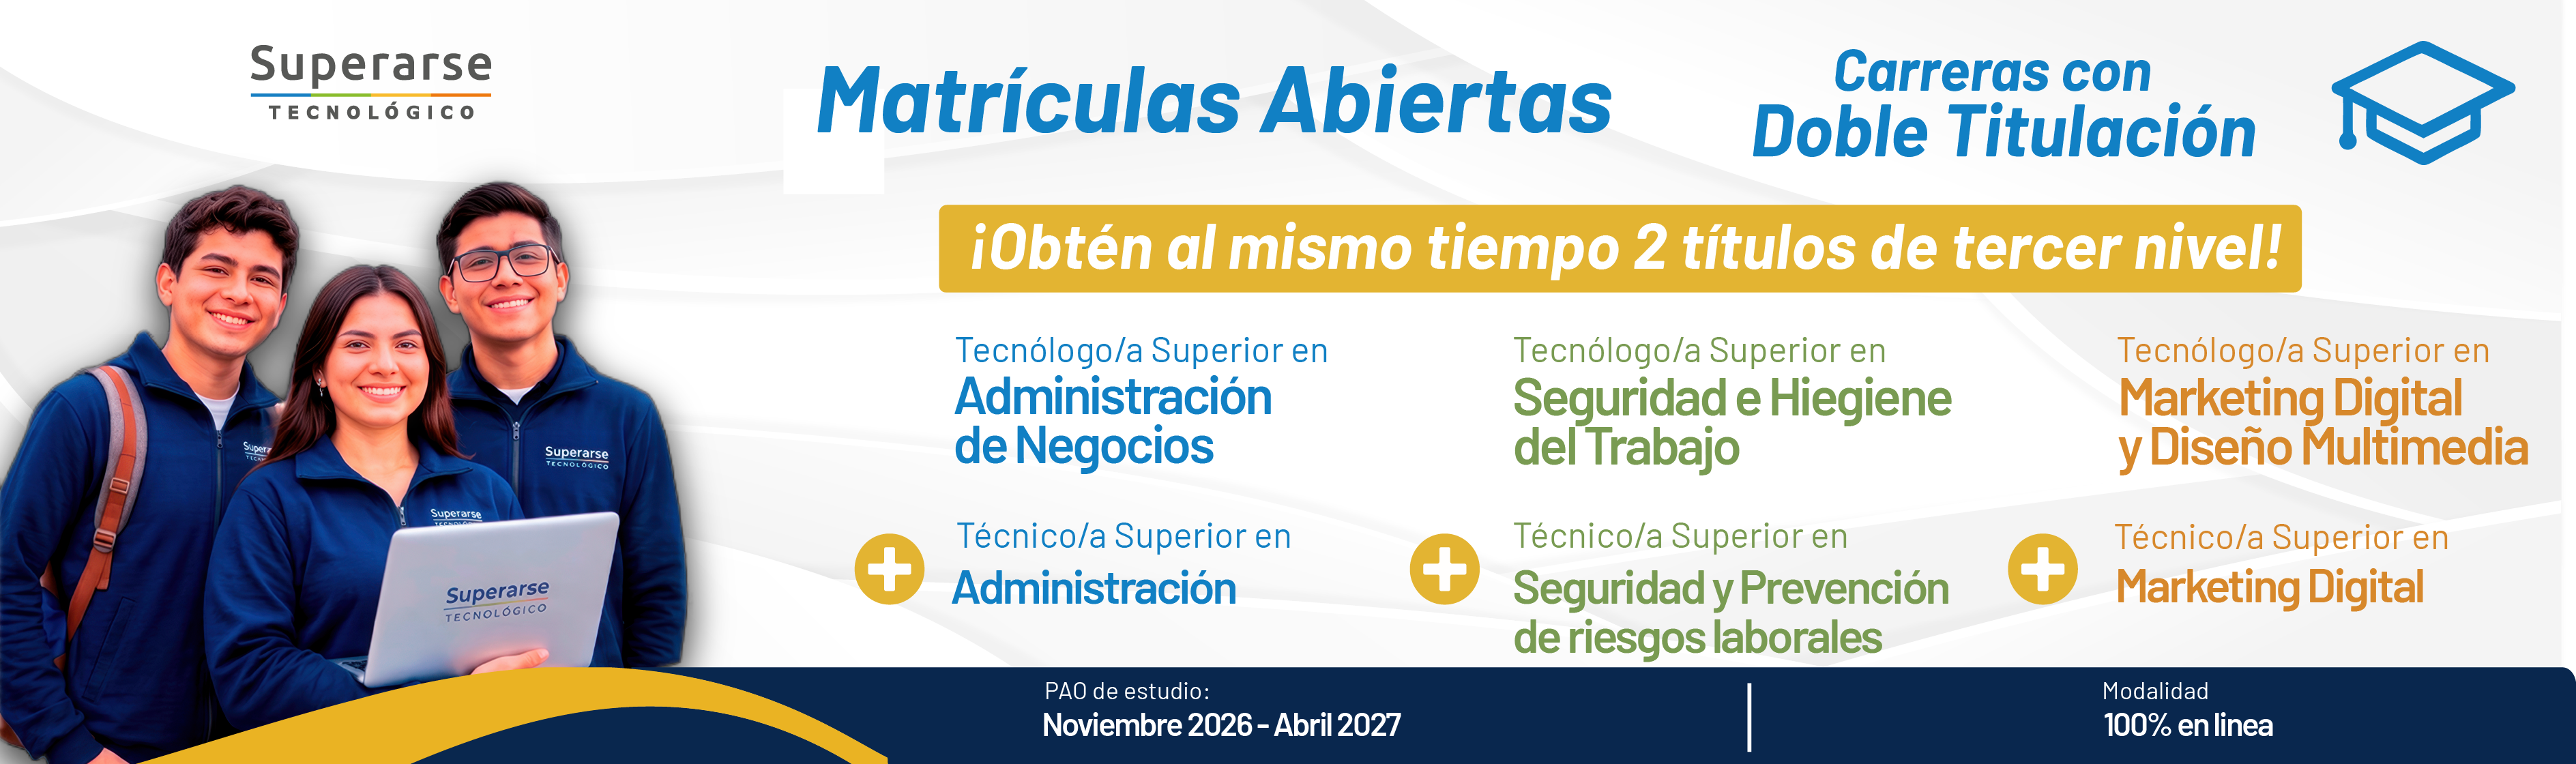 Superarse
TECNOLÓGICO
Matrículas Abiertas
Carreras con
Doble Titulación
¡Obtén al mismo tiempo 2 títulos de tercer nivel!
Tecnólogo/a Superior en
Administración
de Negocios
Técnico/a Superior en
Administración
Tecnólogo/a Superior en
Seguridad e Hiegiene
del Trabajo
Técnico/a Superior en
Seguridad y Prevención
de riesgos laborales
Tecnólogo/a Superior en
Marketing Digital
y Diseño Multimedia
Técnico/a Superior en
Marketing Digital
Superarse
TECNOLÓGICO
Superarse
Superarse
TECNOLÓGICO
PAO de estudio:
Noviembre 2026 - Abril 2027
Modalidad
100% en linea